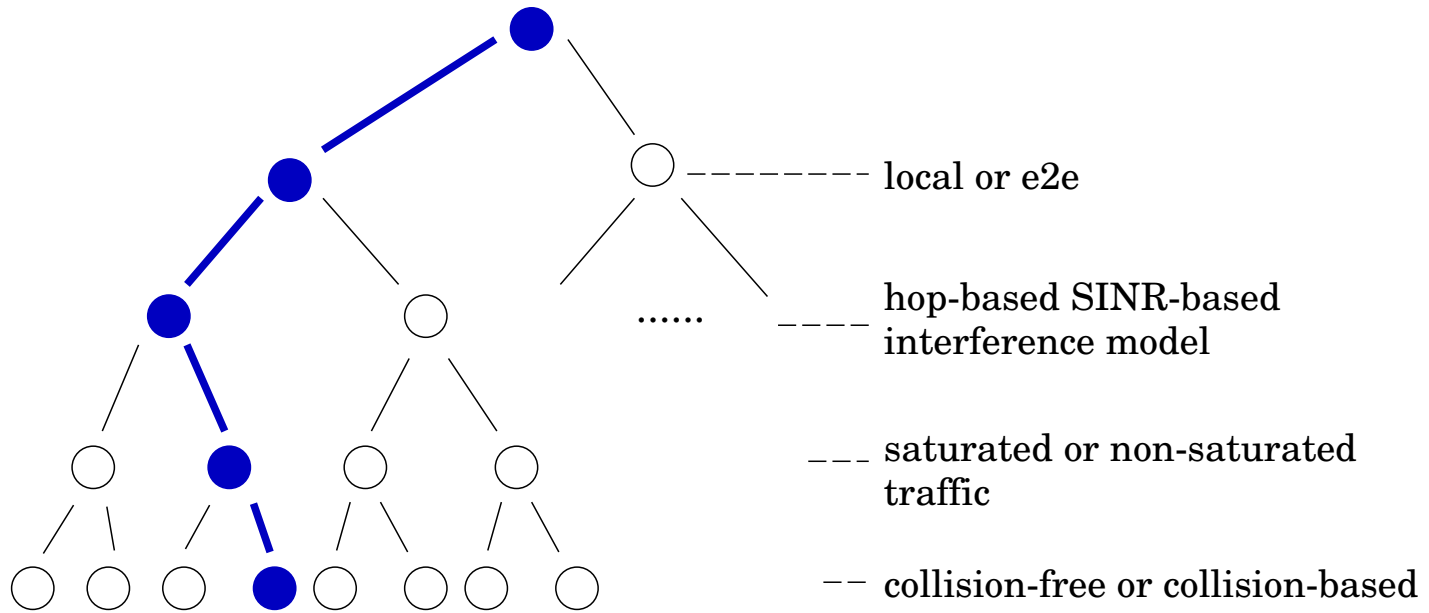 local or e2e
hop-based SINR-based
interference model
......
saturated or non-saturated
traffic
collision-free or collision-based